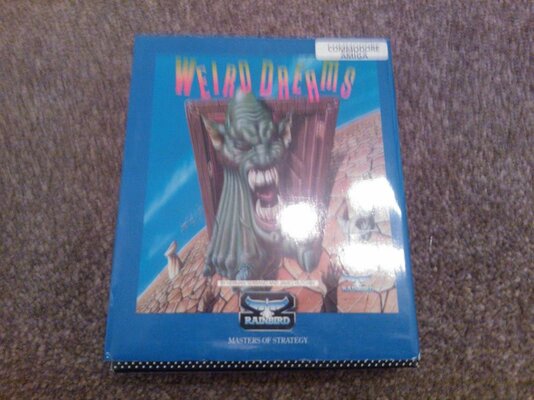 COMMODORE
AMIGA
WEIRD DREAMS
RAINBIRD
MASTERS OF STRATEGY